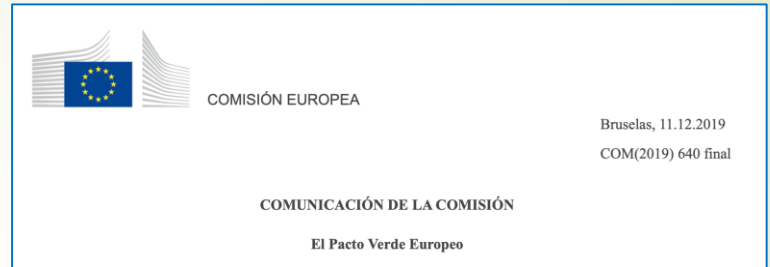 COMISIÓN EUROPEA
Bruselas, 11.12.2019
COM(2019) 640 final
COMUNICACIÓN DE LA COMISIÓN
El Pacto Verde Europeo